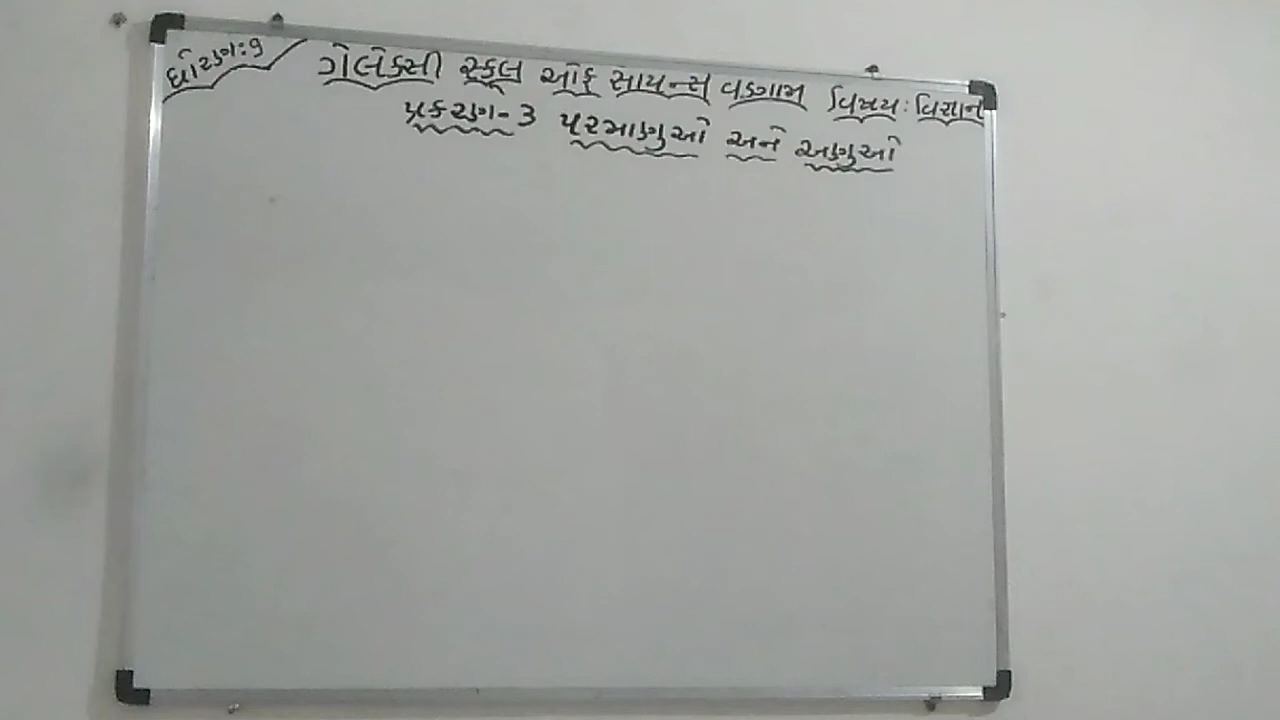 ધોરણ:9
ગેલેક્સી સ્કૂલ ઓફ સાયન્સ વડગામ
વિષય: વિજ્ઞાન
પ્રકરણ-3 પરમાણુઓ અને અણુઓ